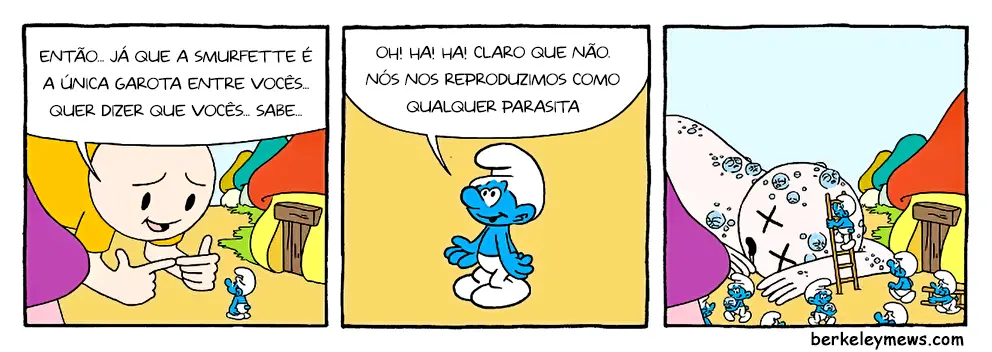 ENTÃO... JÁ QUE A SMURFETTE É
A ÚNICA GAROTA ENTRE VOCÊS...
QUER DIZER QUE VOCÊS... SABE...
OH! HA! HA! CLARO QUE NÃO.
NÓS NOS REPRODUZIMOS COMO
QUALQUER PARASITA
berkeleymews.com